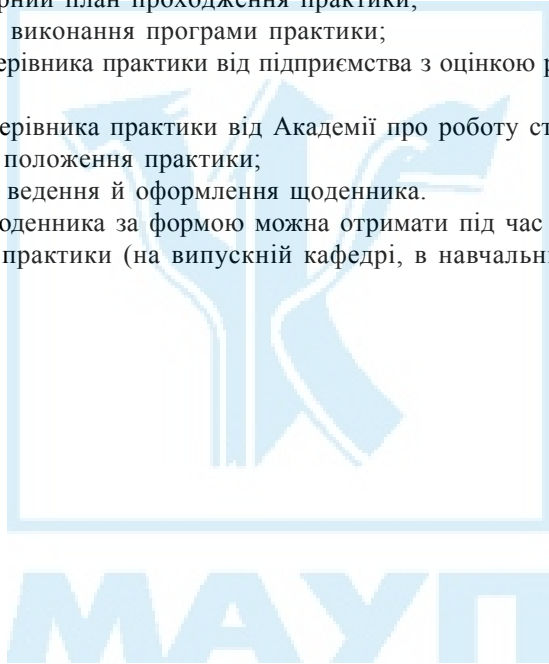 рний план проходження практики;
виконання програми практики;
ерівника практики від підприємства з оцінкою р
ерівника практики від Академії про роботу ст
положення практики;
ведення й оформлення щоденника.
оденника за формою можна отримати під час
практики (на випускній кафедрі, в навчальн
МАУП